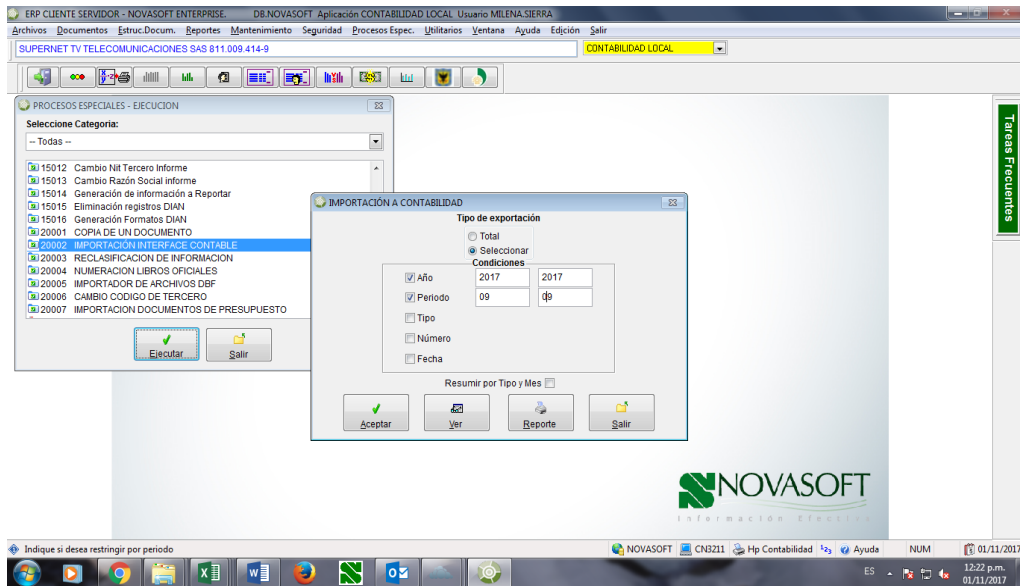 ERP CLIENTE SERVIDOR - NOVASOFT ENTERPRISE. DB.NOVASOFT Aplicación CONTABILIDAD LOCAL Usuario MILENA.SIERRA
Archivos Documentos Estruc.Docum. Reportes Mantenimiento Seguridad Procesos Espec. Utilitarios Ventana Ayuda Edición Salir
SUPERNET TV TELECOMUNICACIONES SAS 811.009.414-9 CONTABILIDAD LOCAL
PROCESOS ESPECIALES - EJECUCION
Seleccione Categoria:
-- Todas --
15012 Cambio Nit Tercero Informe
15013 Cambio Razón Social informe
15014 Generación de información a Reportar
15015 Eliminación registros DIAN
15016 Generación Formatos DIAN
20001 COPIA DE UN DOCUMENTO
20002 IMPORTACIÓN INTERFACE CONTABLE
20003 RECLASIFICACION DE INFORMACION
20004 NUMERACION LIBROS OFICIALES
20005 IMPORTADOR DE ARCHIVOS DBF
20006 CAMBIO CODIGO DE TERCERO
20007 IMPORTACION DOCUMENTOS DE PRESUPUESTO
Ejecutar Salir
IMPORTACIÓN A CONTABILIDAD
Tipo de exportación
Total
Seleccionar
Condiciones
Año 2017 2017
Periodo 09 09
Tipo
Número
Fecha
Resumir por Tipo y Mes
Aceptar Ver Reporte Salir
Tareas Frecuentes
NOVASOFT
Información Efectiva
Indique si desea restringir por periodo NOVASOFT CN3211 Hp Contabilidad 123 Ayuda NUM 01/11/2017
ES 12:22 p.m.
01/11/2017